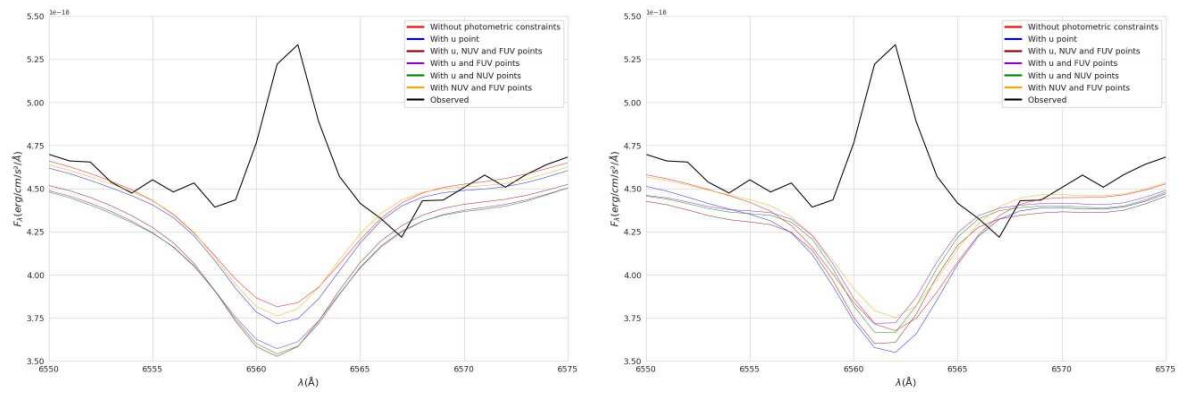 1e−16
5.50
5.25
5.00
4.75
4.50
4.25
4.00
3.75
3.50
F_λ(erg/cm/s²/Å)
6550
6555
6560
6565
6570
6575
λ(Å)
Without photometric constraints
With u point
With u, NUV and FUV points
With u and FUV points
With u and NUV points
With NUV and FUV points
Observed
1e−16
5.50
5.25
5.00
4.75
4.50
4.25
4.00
3.75
3.50
F_λ(erg/cm/s²/Å)
6550
6555
6560
6565
6570
6575
λ(Å)
Without photometric constraints
With u point
With u, NUV and FUV points
With u and FUV points
With u and NUV points
With NUV and FUV points
Observed